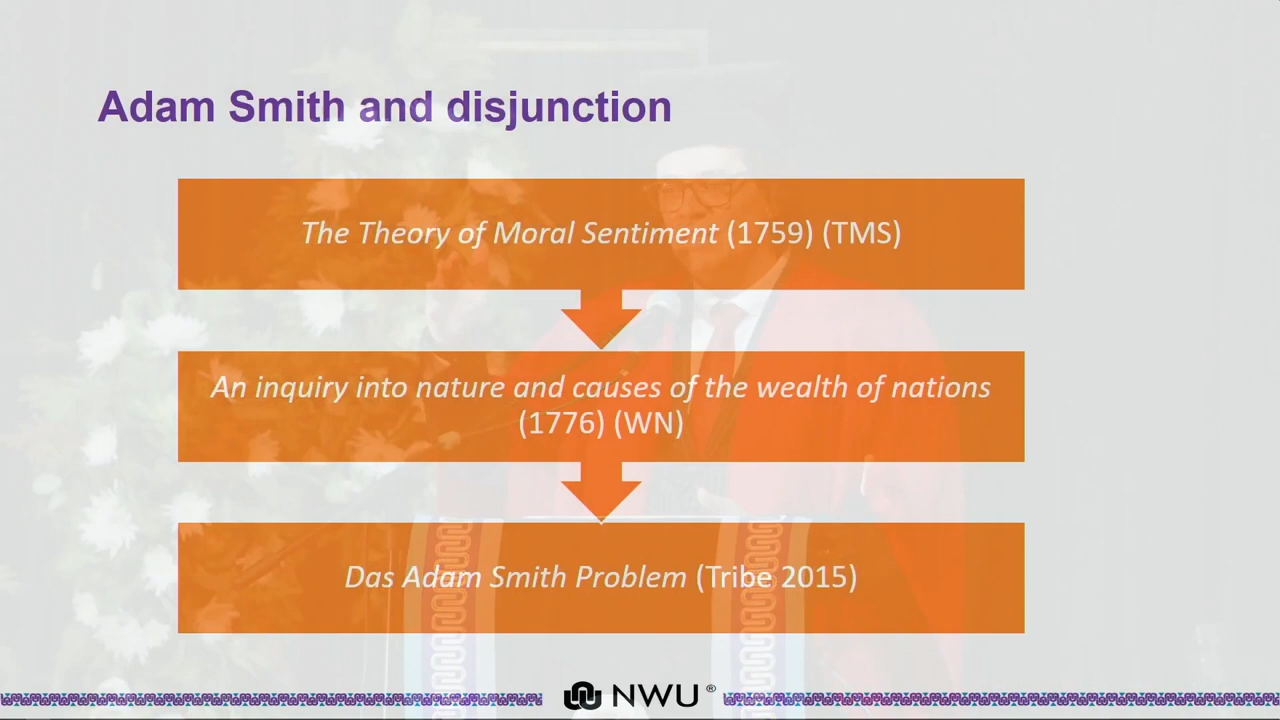 Adam Smith and disjunction
The Theory of Moral Sentiment (1759) (TMS)
An inquiry into nature and causes of the wealth of nations
(1776) (WN)
Das Adam Smith Problem (Tribe 2015)
NWU®